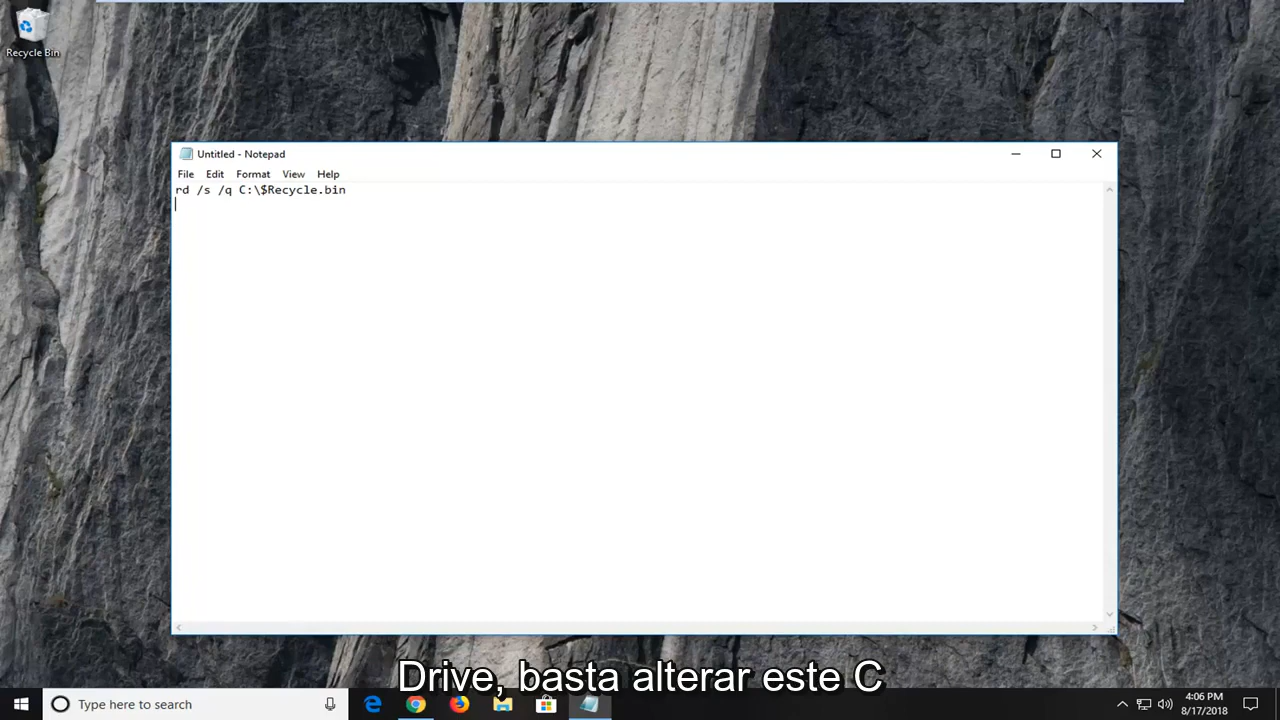 Recycle Bin
Untitled - Notepad
File Edit Format View Help
rd /s /q C:\$Recycle.bin
Drive, basta alterar este C
Type here to search
4:06 PM
8/17/2018